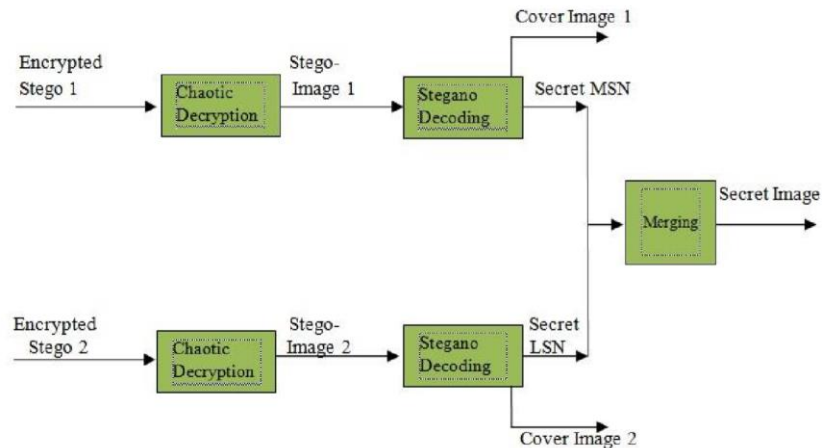 Cover Image 1
Encrypted
Stego 1
Chaotic
Decryption
Stego-
Image 1
Stegano
Decoding
Secret MSN
Merging
Secret Image
Encrypted
Stego 2
Chaotic
Decryption
Stego-
Image 2
Stegano
Decoding
Secret
LSN
Cover Image 2